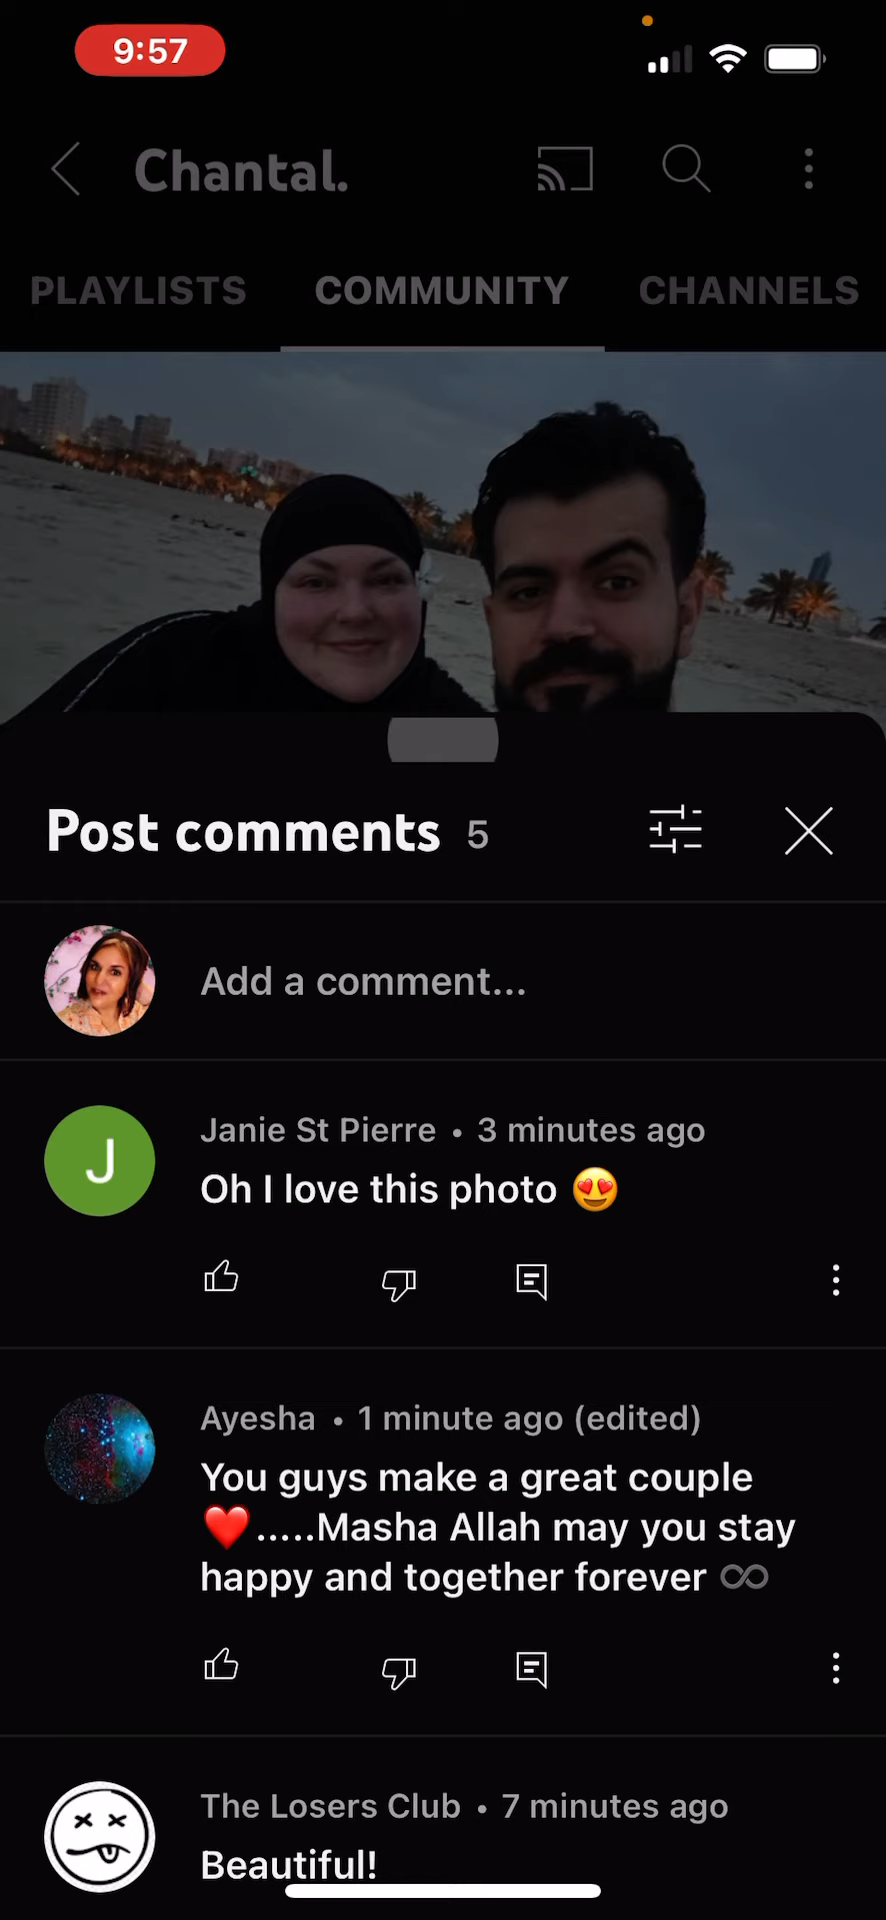 9:57
Chantal.
PLAYLISTS COMMUNITY CHANNELS
Post comments 5
Add a comment...
J
Janie St Pierre • 3 minutes ago
Oh I love this photo 😍
Ayesha • 1 minute ago (edited)
You guys make a great couple
❤️.....Masha Allah may you stay
happy and together forever ♾
The Losers Club • 7 minutes ago
Beautiful!